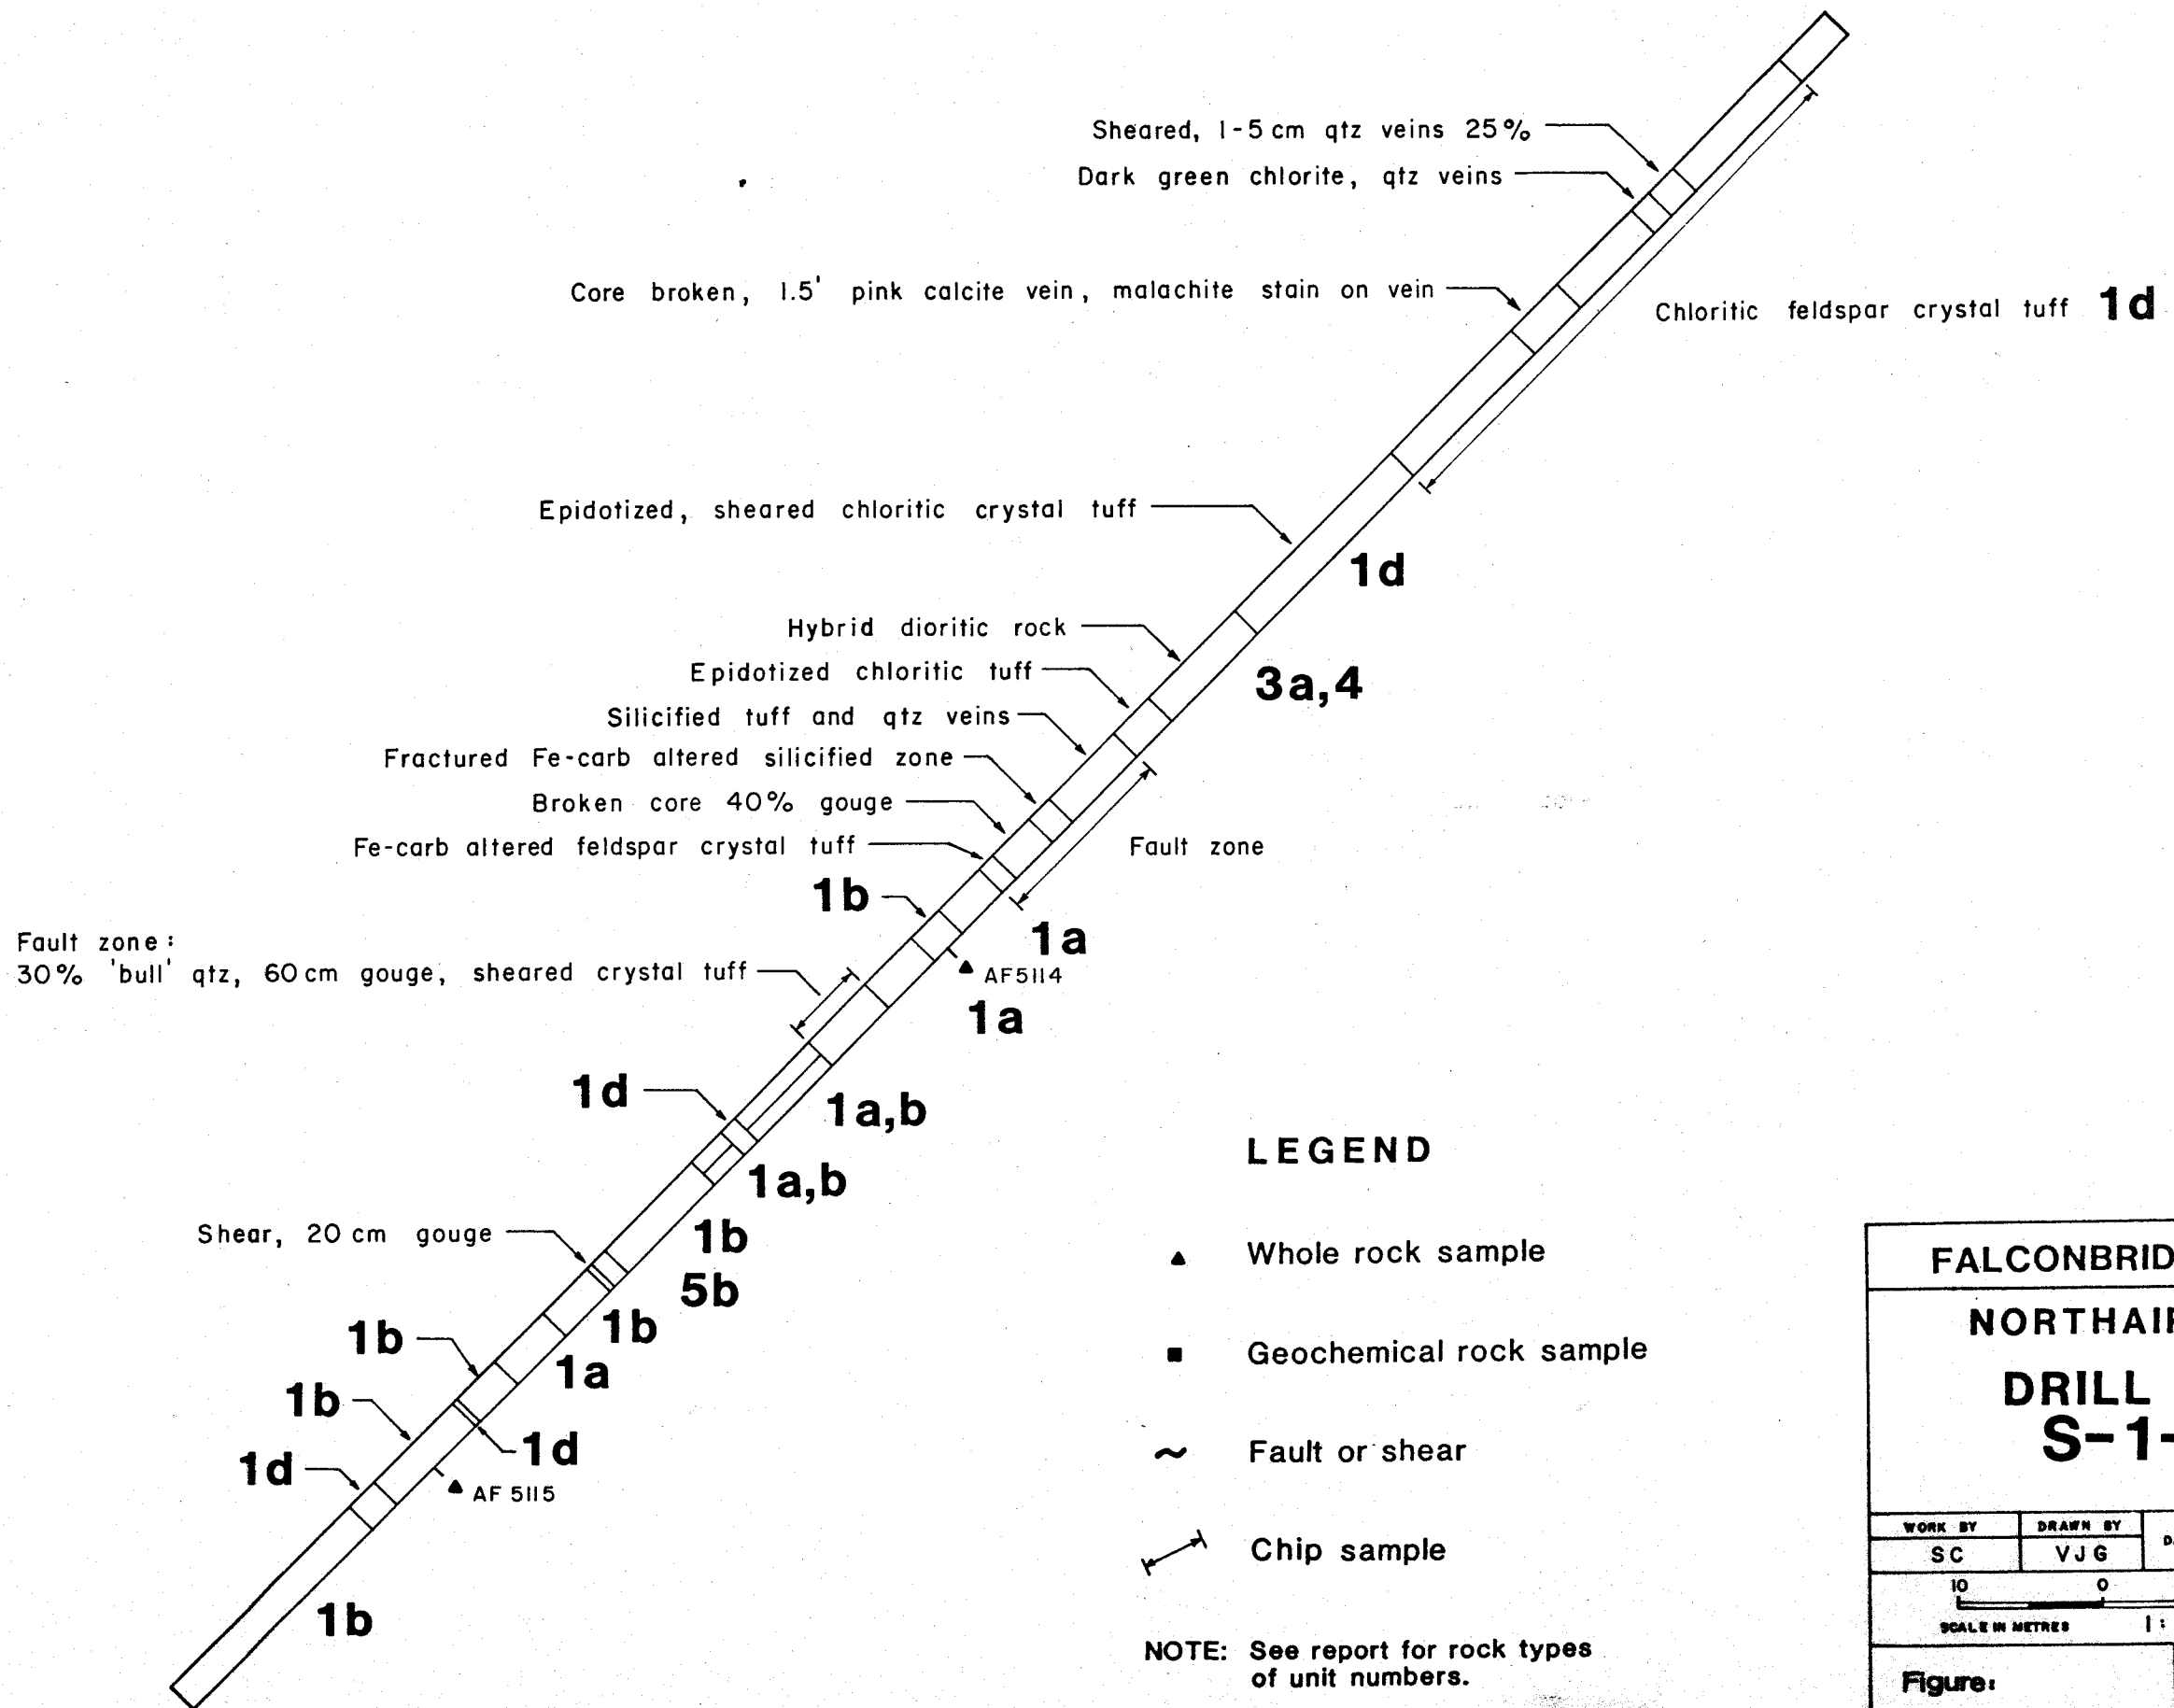 Sheared, 1-5 cm qtz veins 25%
Dark green chlorite, qtz veins
Core broken, 1.5' pink calcite vein, malachite stain on vein
Chloritic feldspar crystal tuff 1d
Epidotized, sheared chloritic crystal tuff
1d
Hybrid dioritic rock
Epidotized chloritic tuff
3a,4
Silicified tuff and qtz veins
Fractured Fe-carb altered silicified zone
Broken core 40% gouge
Fe-carb altered feldspar crystal tuff
Fault zone
1b
1a
Fault zone:
30% 'bull' qtz, 60cm gouge, sheared crystal tuff
AF5114
1a
1d
1a,b
1a,b
1b
Shear, 20 cm gouge
5b
1b
1b
1a
1b
1d
1d
AF 5115
1b
LEGEND
Whole rock sample
Geochemical rock sample
Fault or shear
Chip sample
NOTE: See report for rock types
of unit numbers.
FALCONBRID
NORTHAI
DRILL
S-1-
WORK BY
DRAWN BY
SC
VJG
10 0
SCALE IN METRES 1:
Figure: